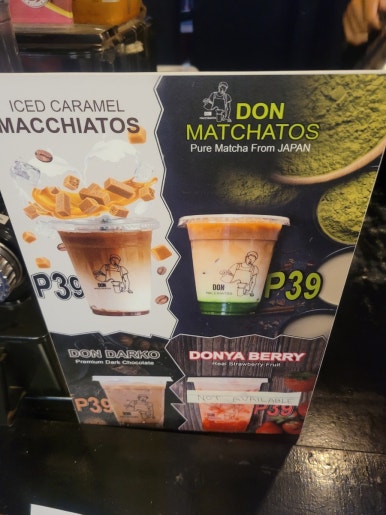 ICED CARAMEL
MACCHIATOS
P39
DON
MATCHATOS
Pure Matcha From JAPAN
DON
P39
DON DARKO
Premium Dark Chocolate
P39
DONYA BERRY
Real Strawberry Fruit
NOT AVAILABLE
P39